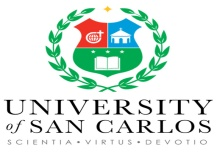 UNIVERSITY
of SAN CARLOS
SCIENTIA • VIRTUS • DEVOTIO